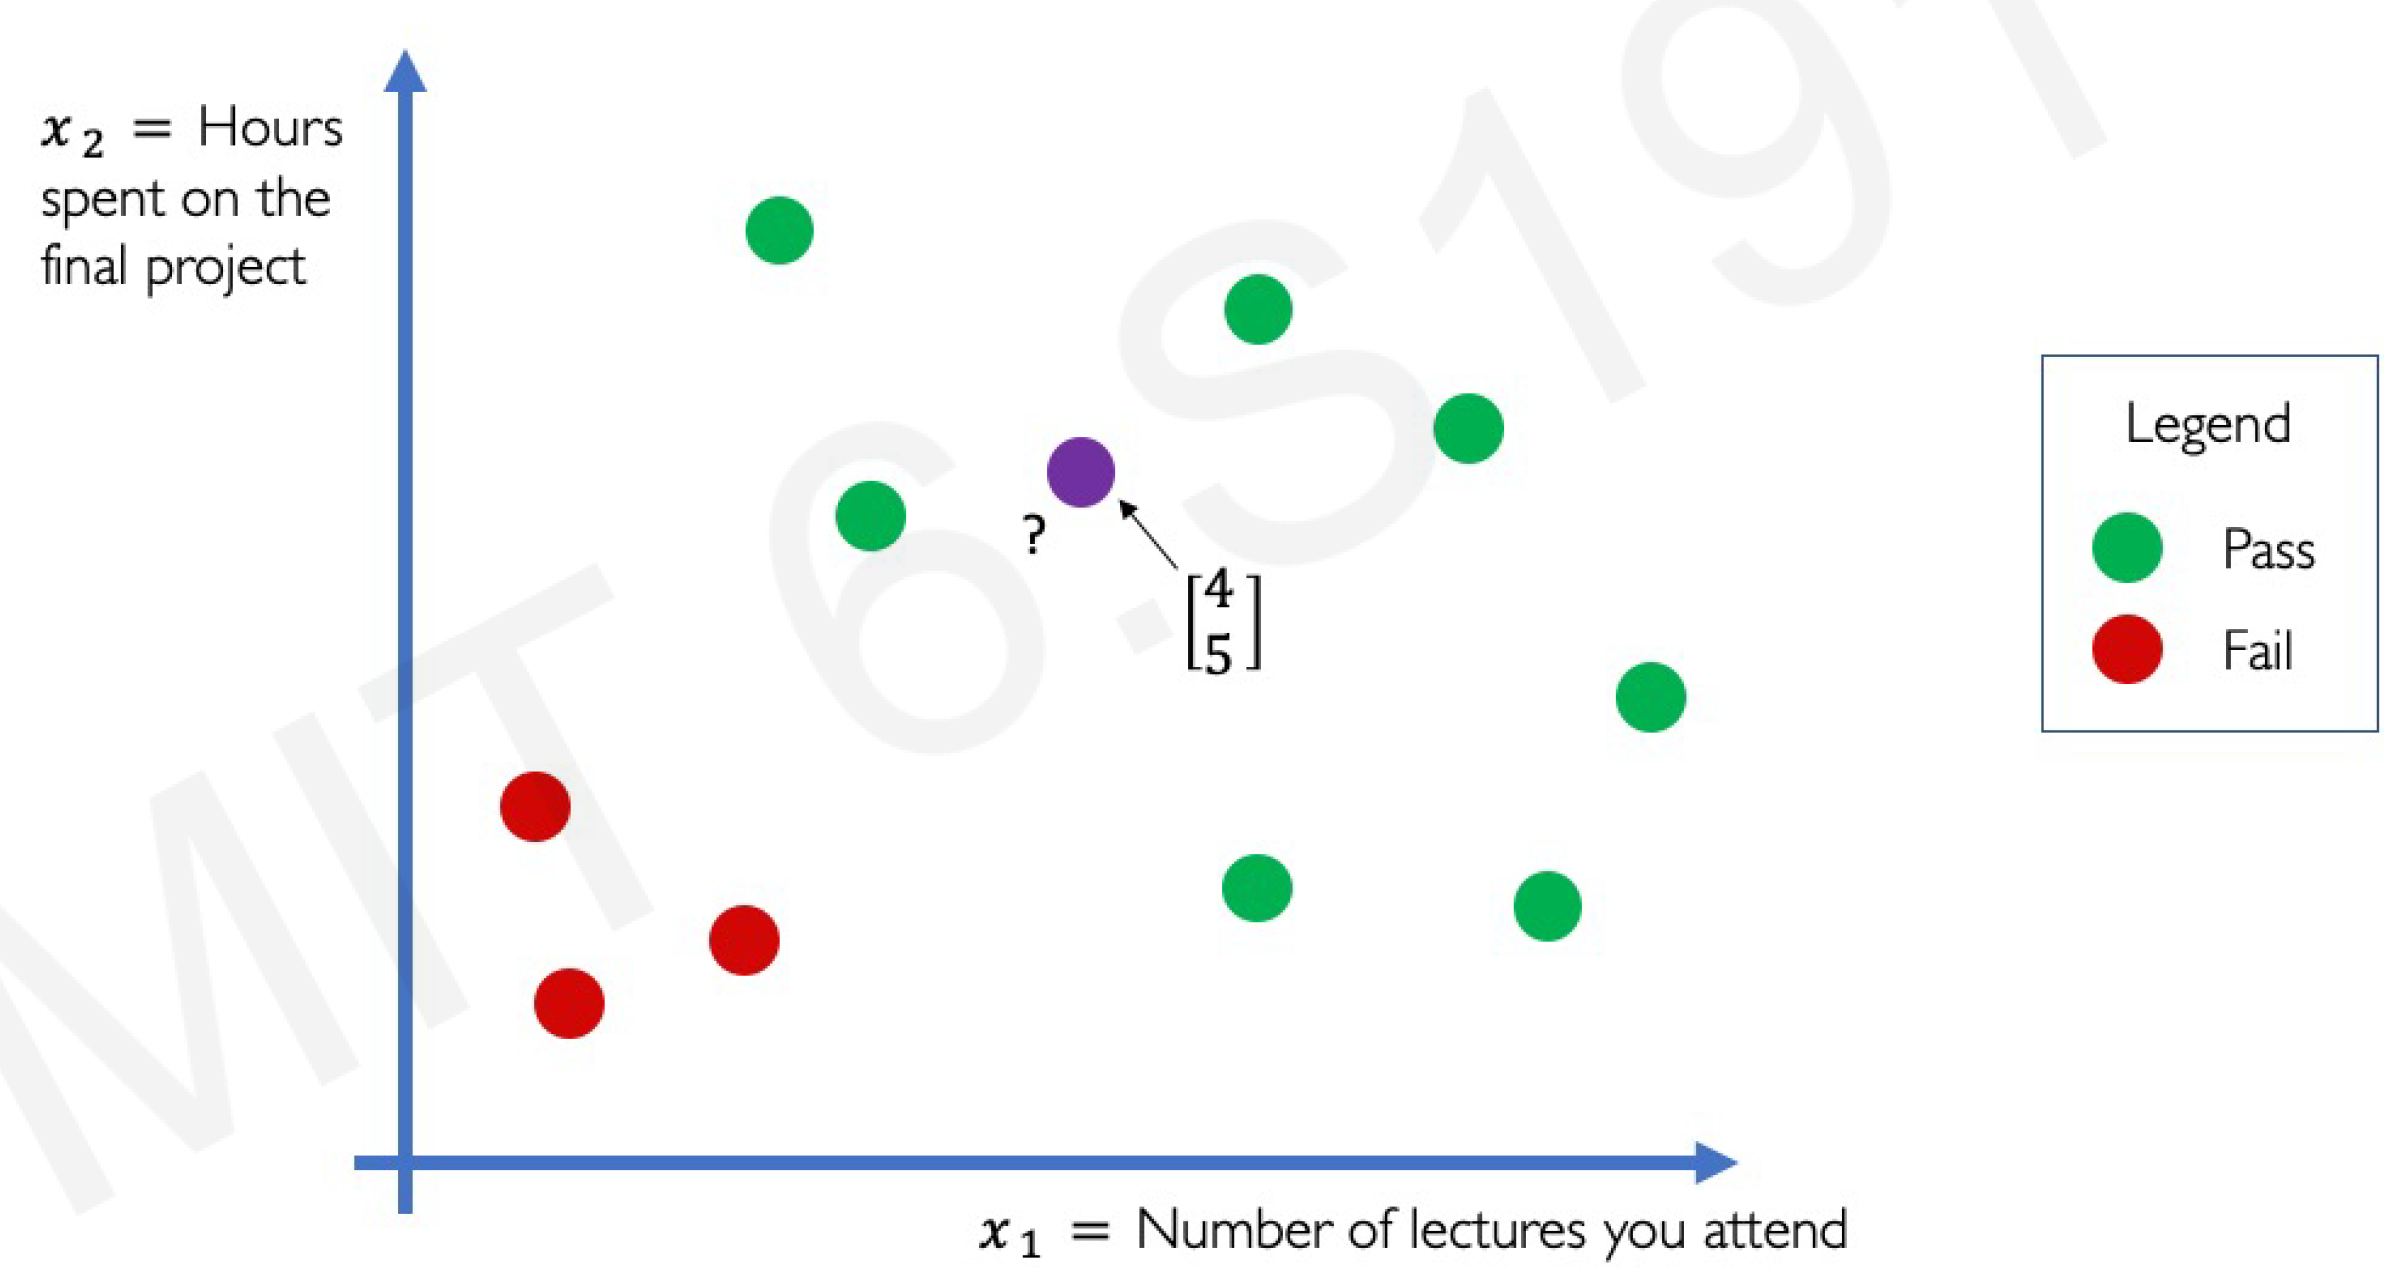 x₂ = Hours
spent on the
final project
?
[4
5]
Legend
Pass
Fail
x₁ = Number of lectures you attend
MIT 6.S191